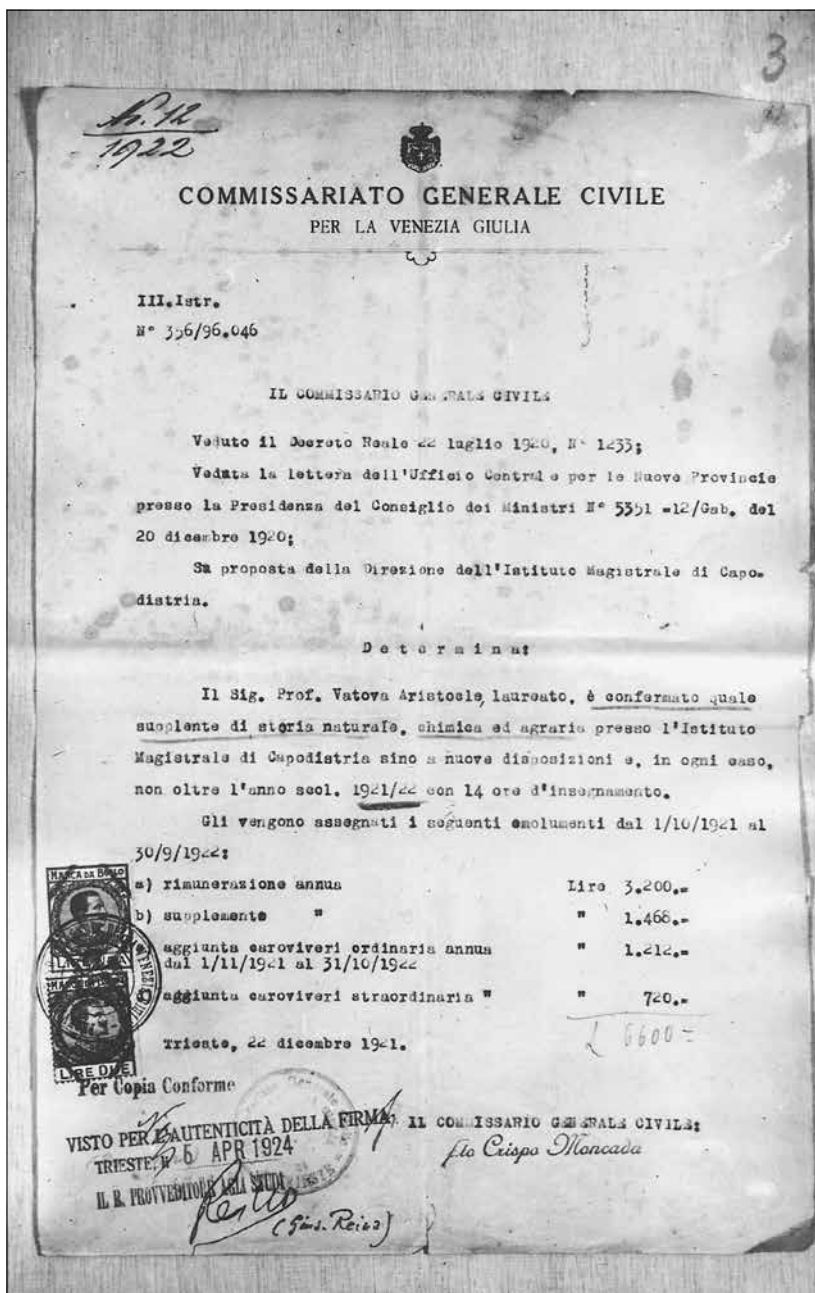 3
Nr. 12
1922
COMMISSARIATO GENERALE CIVILE
PER LA VENEZIA GIULIA
III.Istr.
N° 356/96.046
IL COMMISSARIO GENERALE CIVILE
Veduto il Decreto Reale 22 luglio 1920, N° 1233;
Veduta la lettera dell'Ufficio Centrale per le Nuove Provincie
presso la Presidenza del Consiglio dei Ministri N° 5351 -12/Gab. del
20 dicembre 1920;
Su proposta della Direzione dell'Istituto Magistrale di Capo-
distria.
Determina:
Il Sig. Prof. Vatova Aristocle, laureato, è confermato quale
supplente di storia naturale, chimica ed agraria presso l'Istituto
Magistrale di Capodistria sino a nuove disposizioni e, in ogni caso,
non oltre l'anno scol. 1921/22 con 14 ore d'insegnamento.
Gli vengono assegnati i seguenti emolumenti dal 1/10/1921 al
30/9/1922:
a) rimunerazione annua Lire 3.200.-
b) supplemento " " 1.468.-
aggiunta caroviveri ordinaria annua " 1.212.-
dal 1/11/1921 al 31/10/1922
aggiunta caroviveri straordinaria " " 720.-
£ 6600=
Trieste, 22 dicembre 1921.
MARCA DA BOLLO
LIRE DUE
Per Copia Conforme
VISTO PER L'AUTENTICITÀ DELLA FIRMA
TRIESTE, 5 APR 1924
IL R. PROVVEDITORE AGLI STUDI
(Gius. Reina)
IL COMMISSARIO GENERALE CIVILE:
fto Crispo Moncada